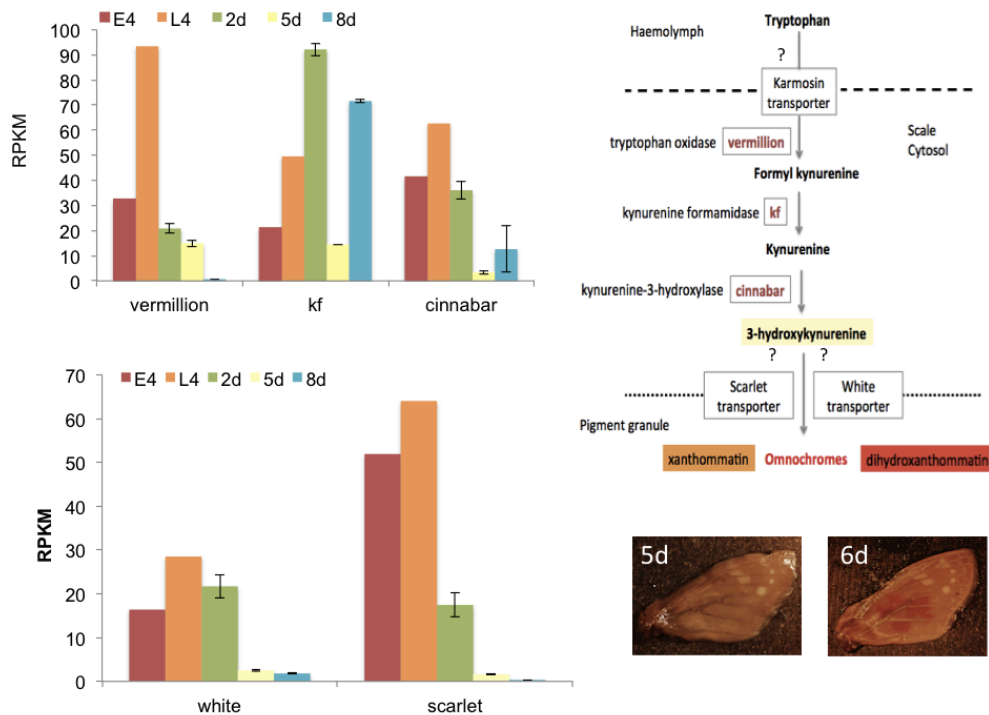 E4 L4 2d 5d 8d
100
90
80
70
60
50
40
30
20
10
0
RPKM
vermillion kf cinnabar
E4 L4 2d 5d 8d
70
60
50
40
30
20
10
0
RPKM
white scarlet
Haemolymph
Tryptophan
?
Karmosin
transporter
tryptophan oxidase vermillion
Scale
Cytosol
Formyl kynurenine
kynurenine formamidase kf
Kynurenine
kynurenine-3-hydroxylase cinnabar
3-hydroxykynurenine
? ?
Scarlet
transporter
White
transporter
Pigment granule
xanthommatin Omnochromes dihydroxanthommatin
5d 6d